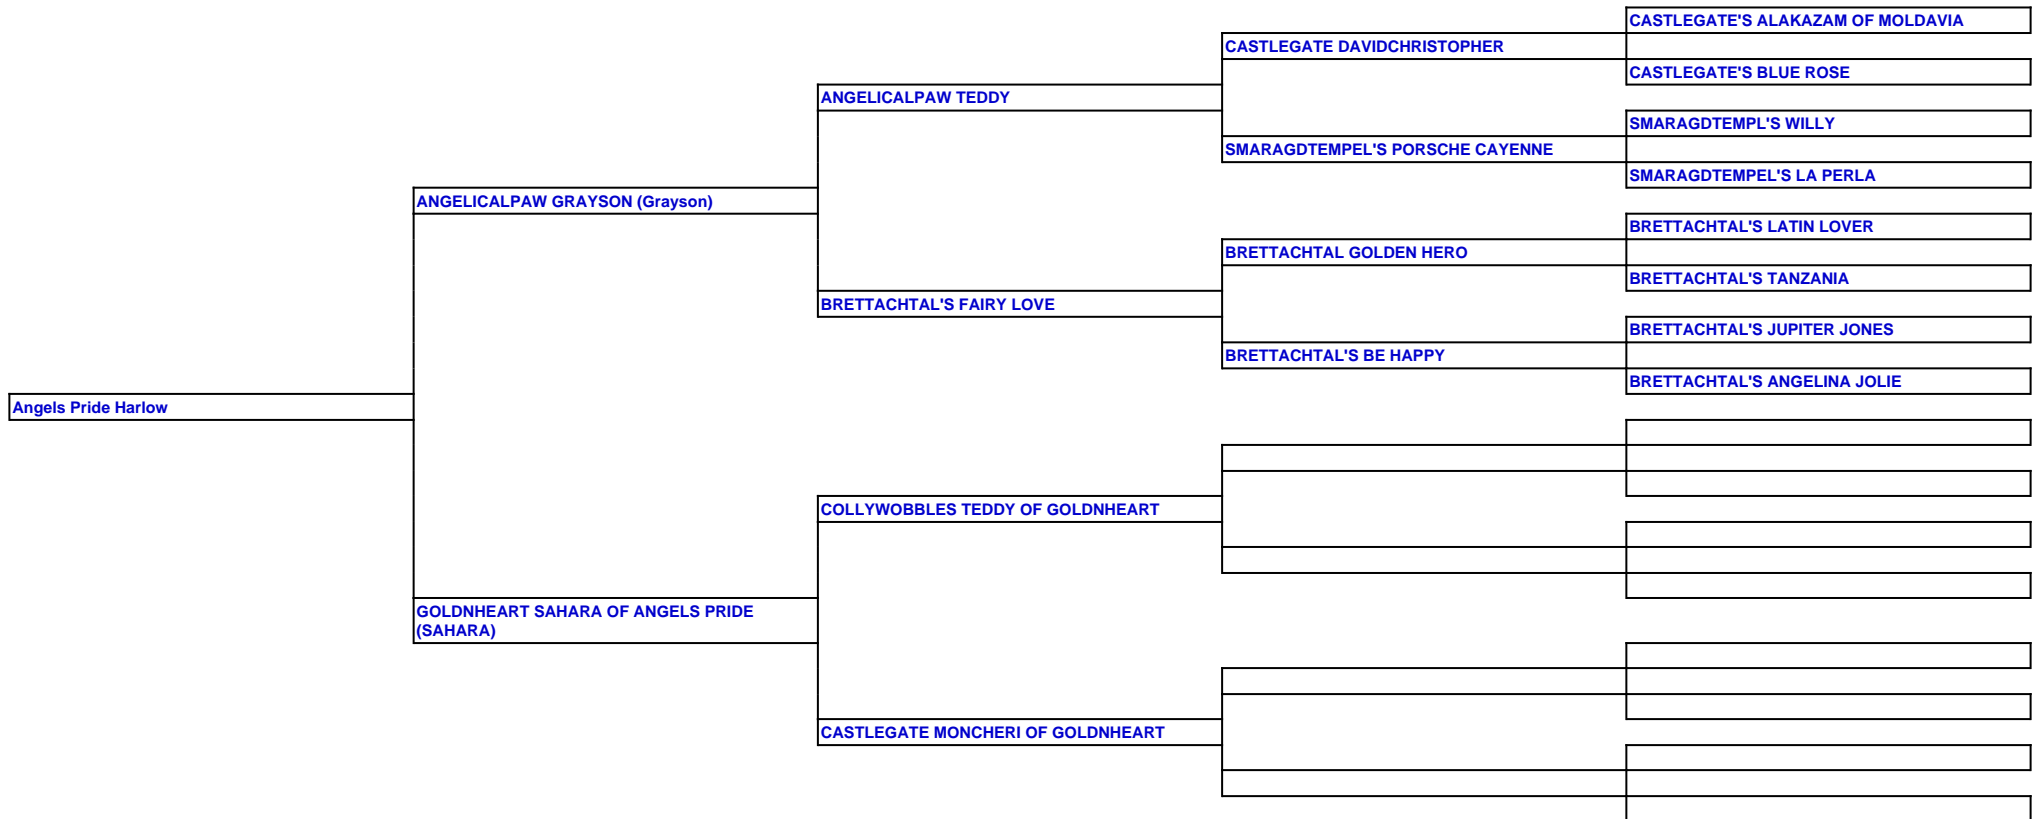 CASTLEGATE'S ALAKAZAM OF MOLDAVIA
CASTLEGATE DAVIDCHRISTOPHER
CASTLEGATE'S BLUE ROSE
ANGELICALPAW TEDDY
SMARAGDTEMPL'S WILLY
SMARAGDTEMPEL'S PORSCHE CAYENNE
SMARAGDTEMPEL'S LA PERLA
ANGELICALPAW GRAYSON (Grayson)
BRETTACHTAL'S LATIN LOVER
BRETTACHTAL GOLDEN HERO
BRETTACHTAL'S TANZANIA
BRETTACHTAL'S FAIRY LOVE
BRETTACHTAL'S JUPITER JONES
BRETTACHTAL'S BE HAPPY
BRETTACHTAL'S ANGELINA JOLIE
Angels Pride Harlow
COLLYWOBBLES TEDDY OF GOLDNHEART
GOLDNHEART SAHARA OF ANGELS PRIDE
(SAHARA)
CASTLEGATE MONCHERI OF GOLDNHEART